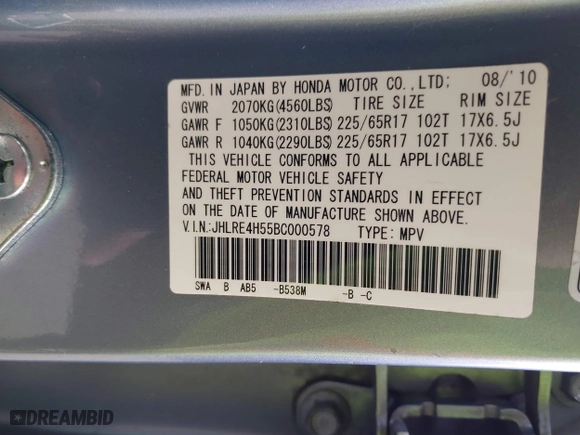 MFD. IN JAPAN BY HONDA MOTOR CO.,LTD; 08/'10
GVWR 2070KG(4560LBS) TIRE SIZE RIM SIZE
GAWR F 1050KG(2310LBS) 225/65R17 102T 17X6.5J
GAWR R 1040KG(2290LBS) 225/65R17 102T 17X6.5J
THIS VEHICLE CONFORMS TO ALL APPLICABLE
FEDERAL MOTOR VEHICLE SAFETY
AND THEFT PREVENTION STANDARDS IN EFFECT
ON THE DATE OF MANUFACTURE SHOWN ABOVE.
V.I.N:JHLRE4H55BC000578 TYPE: MPV
SWA B AB5 -B538M -B -C
DREAMBID